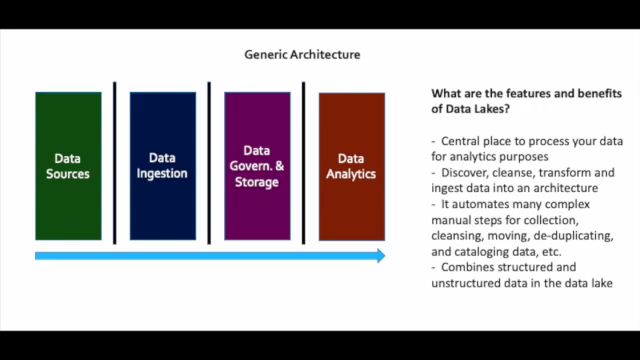 Generic Architecture
Data
Sources
Data
Ingestion
Data
Govern. &
Storage
Data
Analytics
What are the features and benefits
of Data Lakes?
- Central place to process your data
for analytics purposes
- Discover, cleanse, transform and
ingest data into an architecture
- It automates many complex
manual steps for collection,
cleansing, moving, de-duplicating,
and cataloging data, etc.
- Combines structured and
unstructured data in the data lake